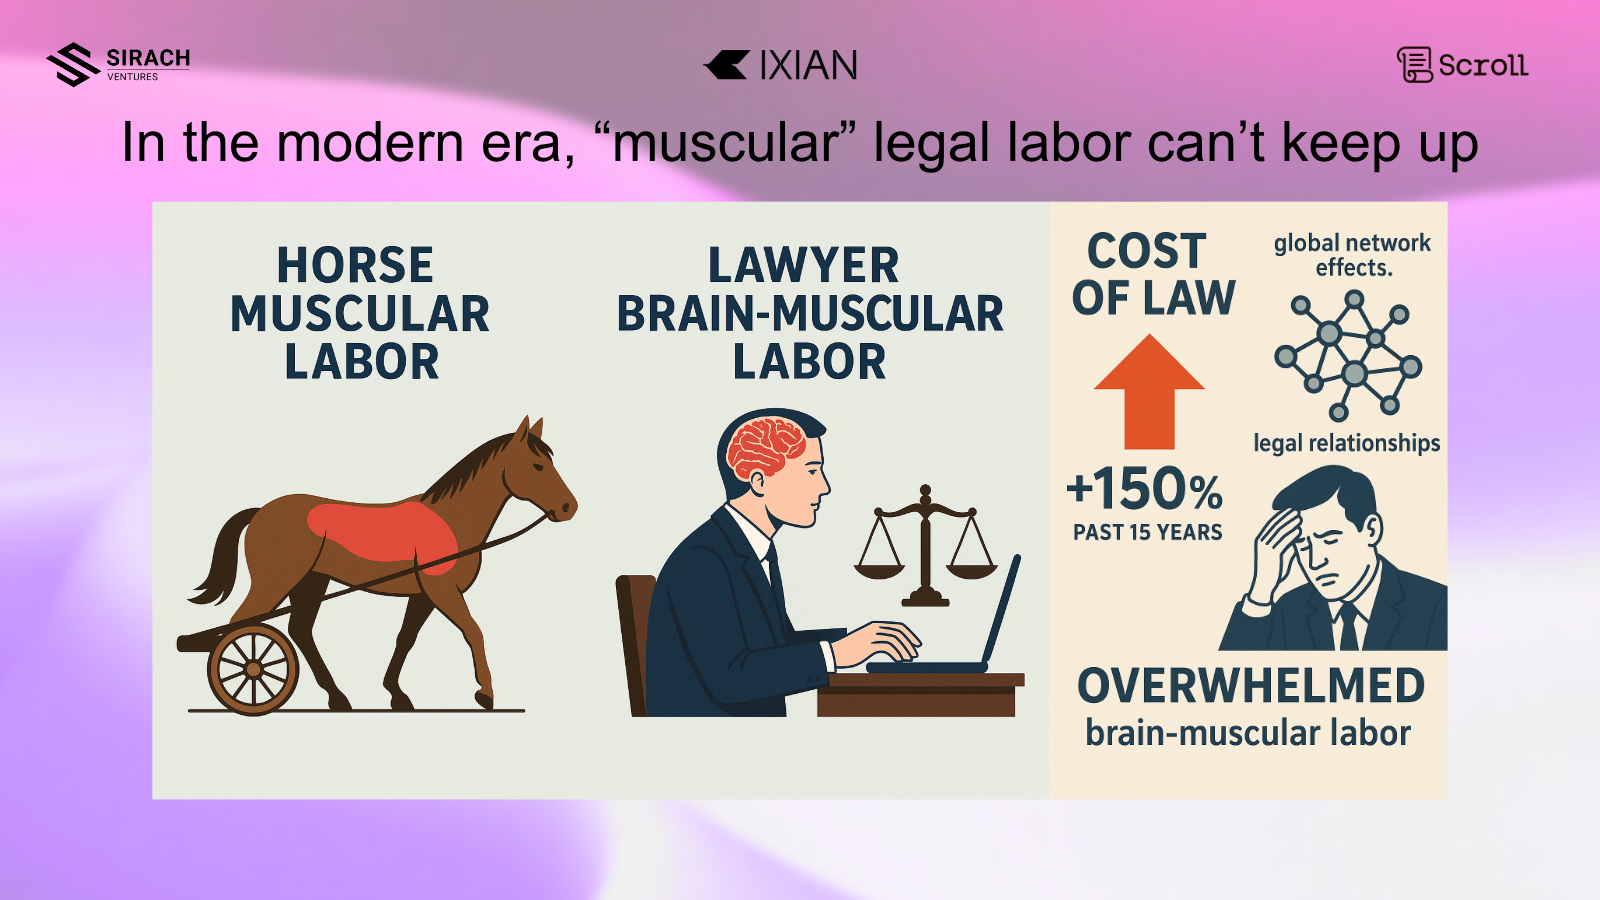 SIRACH
VENTURES
IXIAN
Scroll
In the modern era, “muscular” legal labor can’t keep up
HORSE
MUSCULAR
LABOR
LAWYER
BRAIN-MUSCULAR
LABOR
COST
OF LAW
+150%
PAST 15 YEARS
global network
effects.
legal relationships
OVERWHELMED
brain-muscular labor